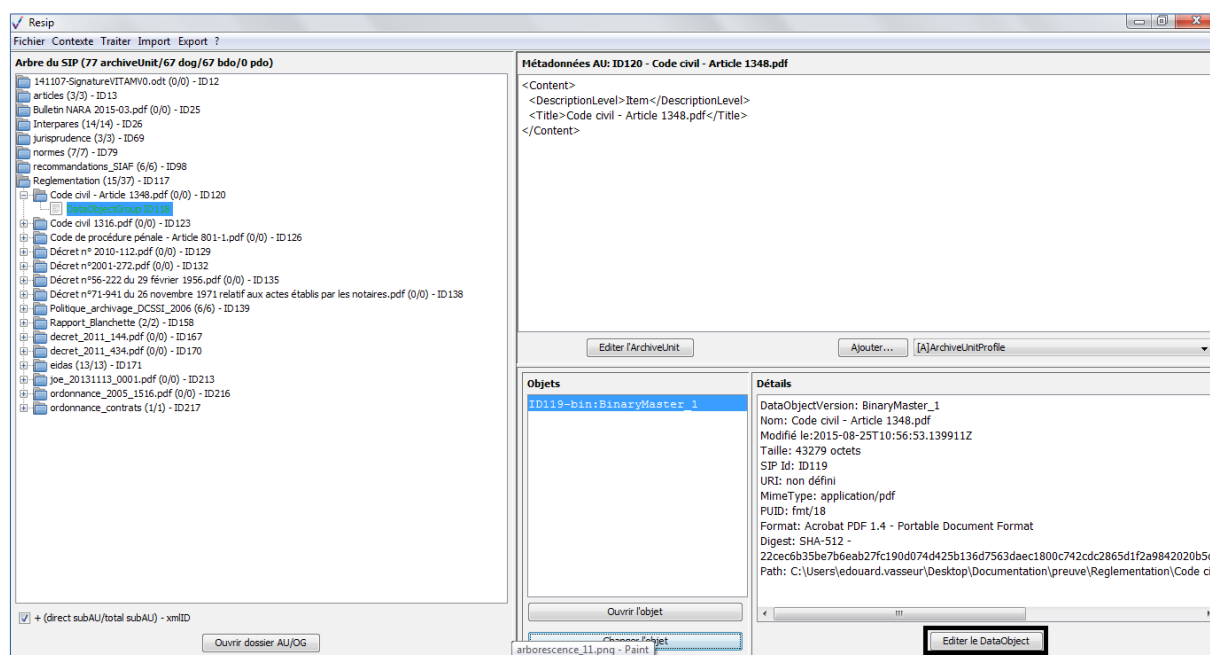 Resip
Fichier Contexte Traiter Import Export ?
Arbre du SIP (77 archiveUnit/67 dog/67 bdo/0 pdo)
141107-SignatureVITAMV0.odt (0/0) - ID12
articles (3/3) - ID13
Bulletin NARA 2015-03.pdf (0/0) - ID25
Interpares (14/14) - ID26
jurisprudence (3/3) - ID69
normes (7/7) - ID79
recommandations_SIAF (6/6) - ID98
Reglementation (15/37) - ID117
Code civil - Article 1348.pdf (0/0) - ID120
DataObjectGroup ID118
Code civil 1316.pdf (0/0) - ID123
Code de procédure pénale - Article 801-1.pdf (0/0) - ID126
Décret n° 2010-112.pdf (0/0) - ID129
Décret n°2001-272.pdf (0/0) - ID132
Décret n°56-222 du 29 février 1956.pdf (0/0) - ID135
Décret n°71-941 du 26 novembre 1971 relatif aux actes établis par les notaires.pdf (0/0) - ID138
Politique_archivage_DCSSI_2006 (6/6) - ID139
Rapport_Blanchette (2/2) - ID158
decret_2011_144.pdf (0/0) - ID167
decret_2011_434.pdf (0/0) - ID170
eidas (13/13) - ID171
joe_20131113_0001.pdf (0/0) - ID213
ordonnance_2005_1516.pdf (0/0) - ID216
ordonnance_contrats (1/1) - ID217
+ (direct subAU/total subAU) - xmlID
Ouvrir dossier AU/OG
Métadonnées AU: ID120 - Code civil - Article 1348.pdf
<Content>
<DescriptionLevel>Item</DescriptionLevel>
<Title>Code civil - Article 1348.pdf</Title>
</Content>
Editer l'ArchiveUnit
Ajouter...
[A]ArchiveUnitProfile
Objets
ID119-bin:BinaryMaster_1
Ouvrir l'objet
Changer l'objet
arborescence_11.png - Paint
Détails
DataObjectVersion: BinaryMaster_1
Nom: Code civil - Article 1348.pdf
Modifié le:2015-08-25T10:56:53.139911Z
Taille: 43279 octets
SIP Id: ID119
URI: non défini
MimeType: application/pdf
PUID: fmt/18
Format: Acrobat PDF 1.4 - Portable Document Format
Digest: SHA-512 -
22cec6b35be7b6eab27fc190d074d425b136d7563daec1800c742cdc2865d1f2a9842020b5
Path: C:\Users\edouard.vasseur\Desktop\Documentation\preuve\Reglementation\Code ci
Editer le DataObject